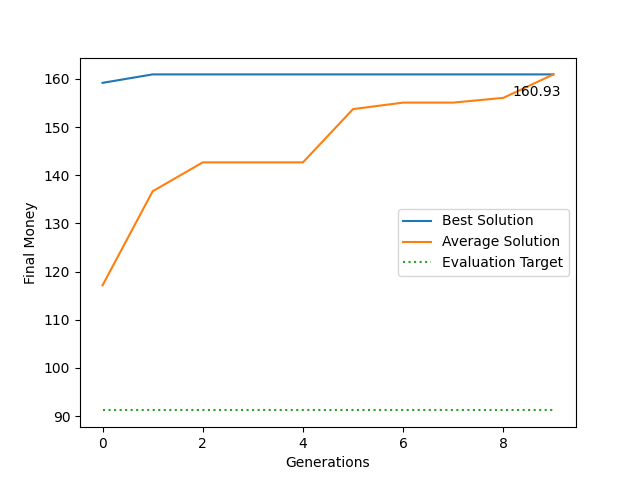 160
150
140
130
120
110
100
90
Final Money
160.93
Best Solution
Average Solution
Evaluation Target
0 2 4 6 8
Generations